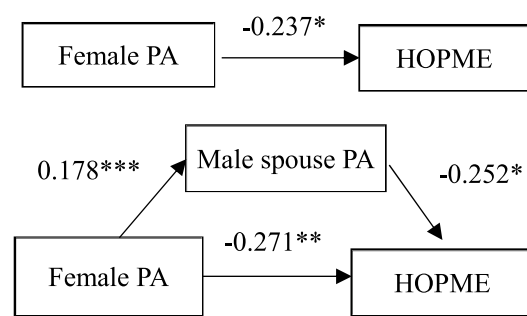 -0.237*
Female PA
HOPME
Male spouse PA
0.178***
-0.252*
-0.271**
Female PA
HOPME